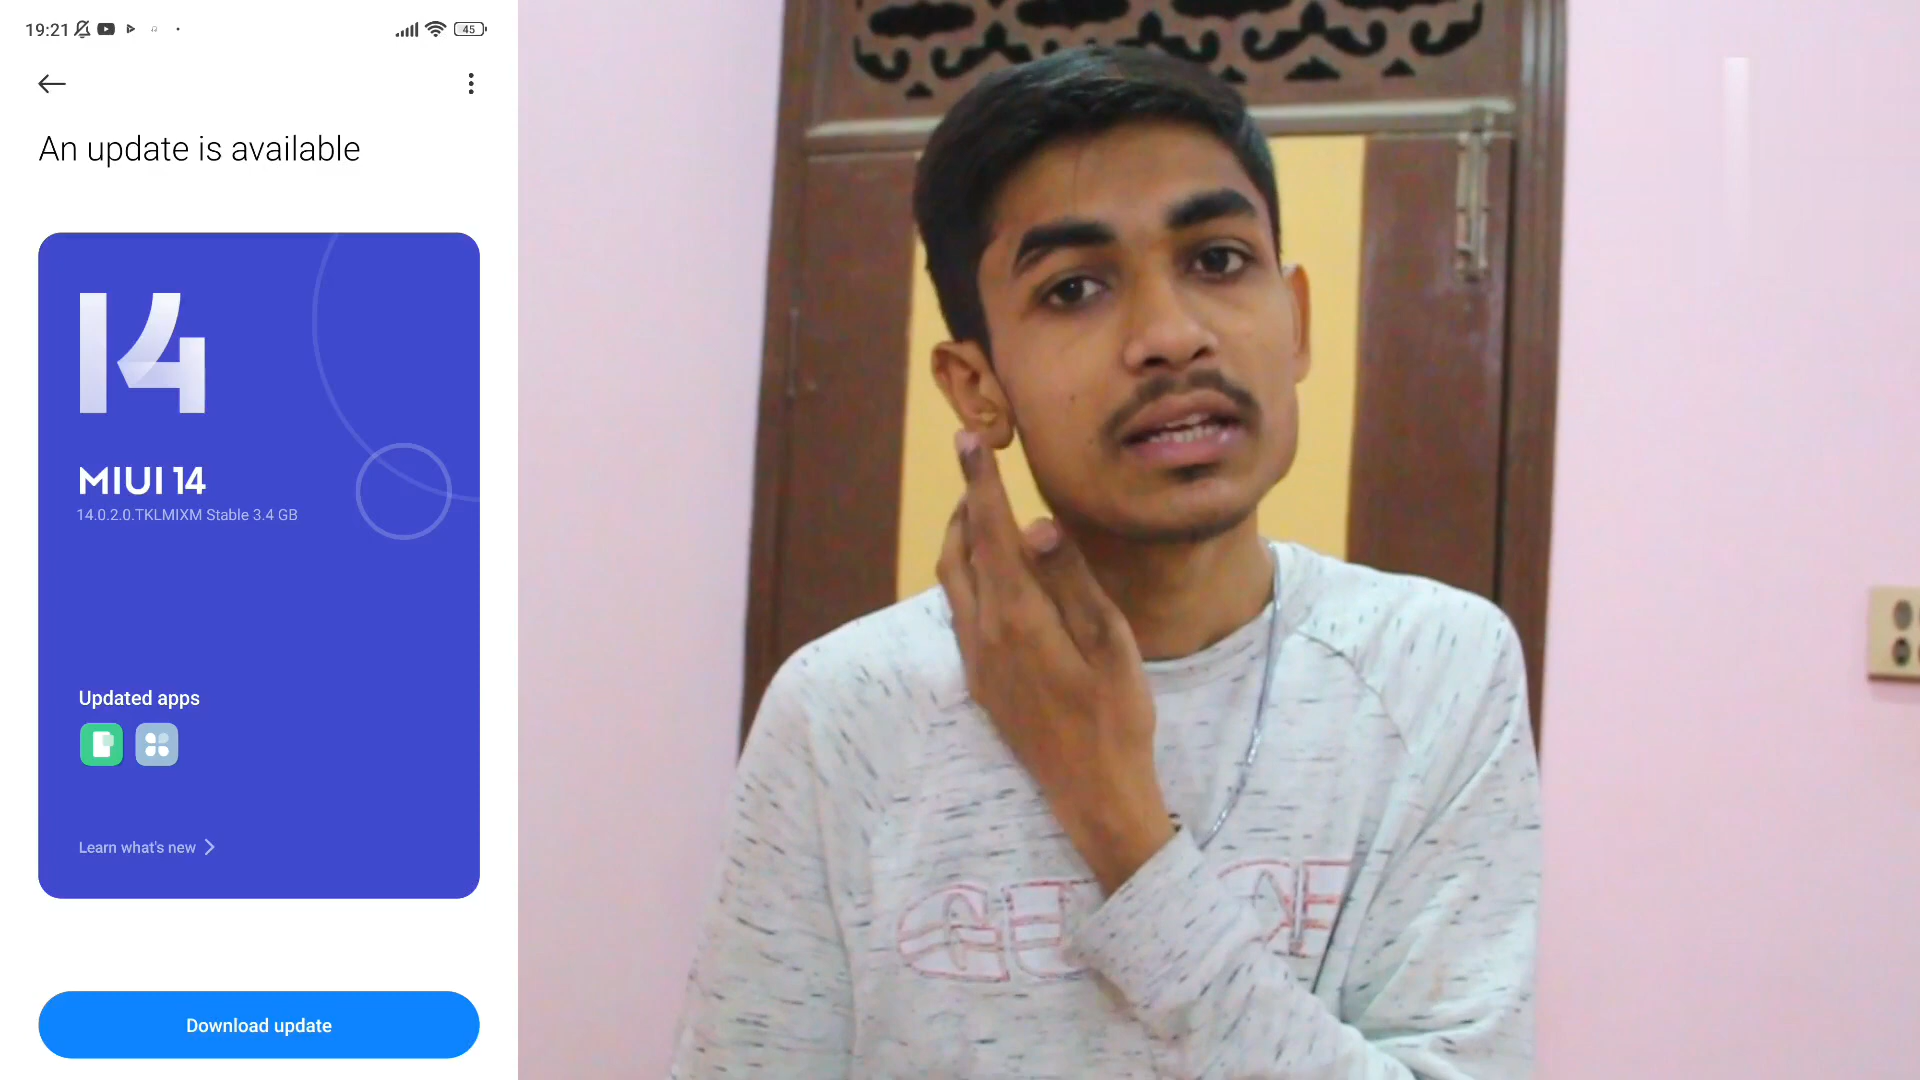 19:21 45
An update is available
14
MIUI 14
14.0.2.0.TKLMIXM Stable 3.4 GB
Updated apps
Learn what's new
Download update